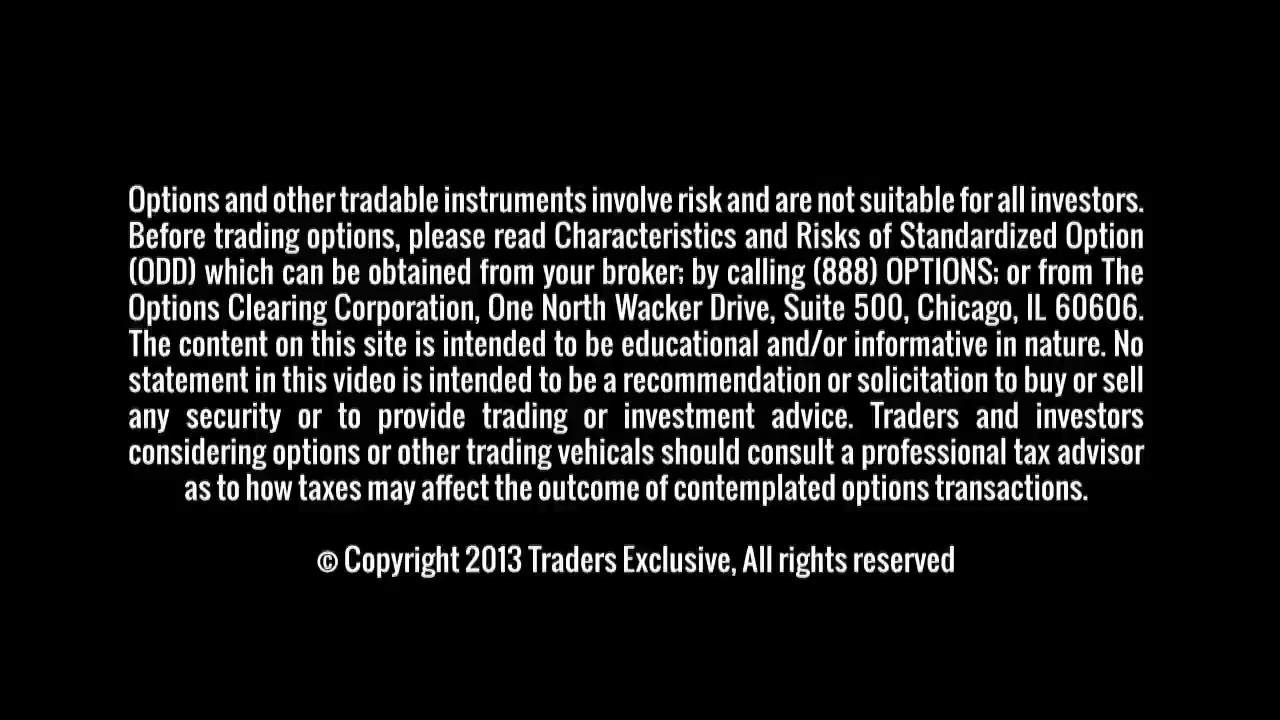 Options and other tradable instruments involve risk and are not suitable for all investors.
Before trading options, please read Characteristics and Risks of Standardized Option
(ODD) which can be obtained from your broker; by calling (888) OPTIONS; or from The
Options Clearing Corporation, One North Wacker Drive, Suite 500, Chicago, IL 60606.
The content on this site is intended to be educational and/or informative in nature. No
statement in this video is intended to be a recommendation or solicitation to buy or sell
any security or to provide trading or investment advice. Traders and investors
considering options or other trading vehicals should consult a professional tax advisor
as to how taxes may affect the outcome of contemplated options transactions.
© Copyright 2013 Traders Exclusive, All rights reserved